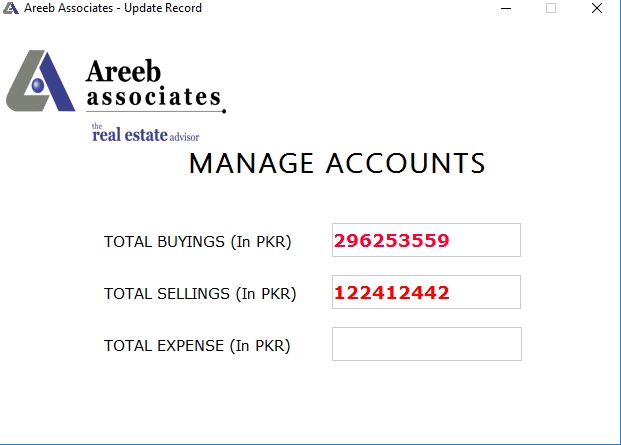 Areeb Associates - Update Record
Areeb
associates.
the
real estate advisor
MANAGE ACCOUNTS
TOTAL BUYINGS (In PKR) 296253559
TOTAL SELLINGS (In PKR) 122412442
TOTAL EXPENSE (In PKR)